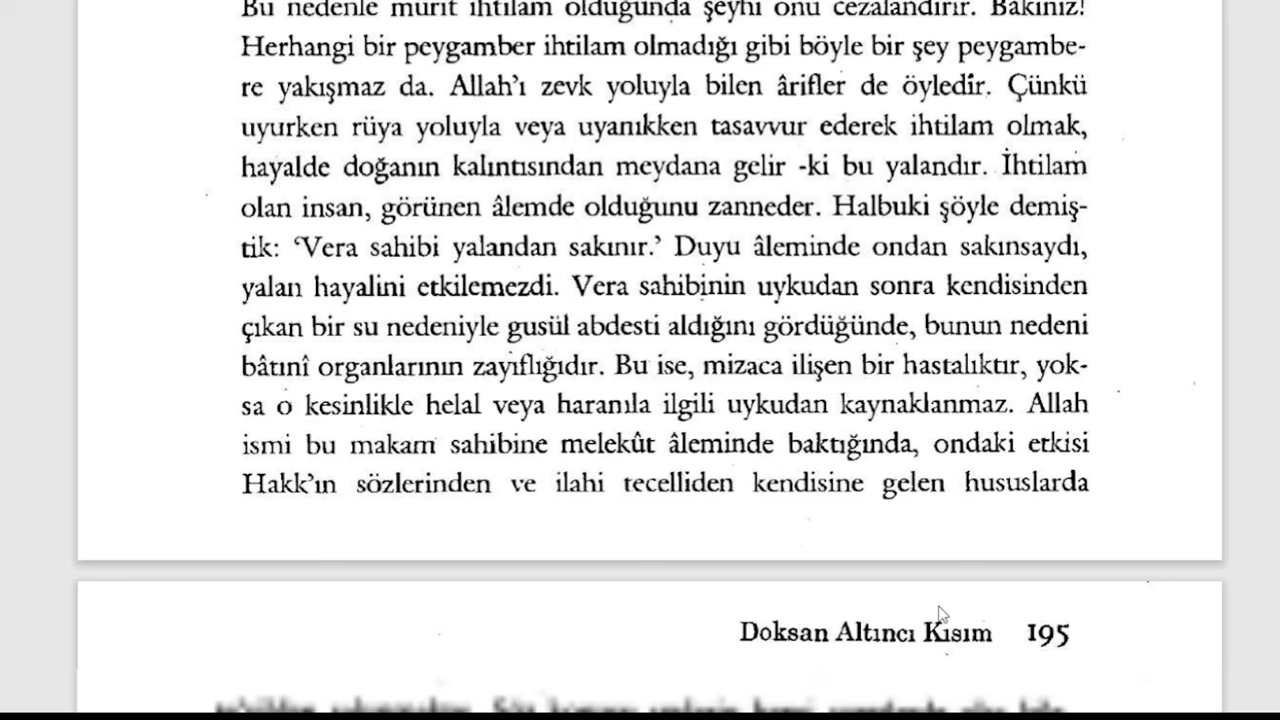 Bu nedenle mürit ihtilam olduğunda şeyhi onu cezalandırır. Bakınız!
Herhangi bir peygamber ihtilam olmadığı gibi böyle bir şey peygambe-
re yakışmaz da. Allah’ı zevk yoluyla bilen ârifler de öyledir. Çünkü
uyurken rüya yoluyla veya uyanıkken tasavvur ederek ihtilam olmak,
hayalde doğanın kalıntısından meydana gelir -ki bu yalandır. İhtilam
olan insan, görünen âlemde olduğunu zanneder. Halbuki şöyle demiş-
tik: ‘Vera sahibi yalandan sakınır.’ Duyu âleminde ondan sakınsaydı,
yalan hayalini etkilemezdi. Vera sahibinin uykudan sonra kendisinden
çıkan bir su nedeniyle gusül abdesti aldığını gördüğünde, bunun nedeni
bâtınî organlarının zayıflığıdır. Bu ise, mizaca ilişen bir hastalıktır, yok-
sa o kesinlikle helal veya haramla ilgili uykudan kaynaklanmaz. Allah
ismi bu makam sahibine melekût âleminde baktığında, ondaki etkisi
Hakk’ın sözlerinden ve ilahi tecelliden kendisine gelen hususlarda
Doksan Altıncı Kısım 195